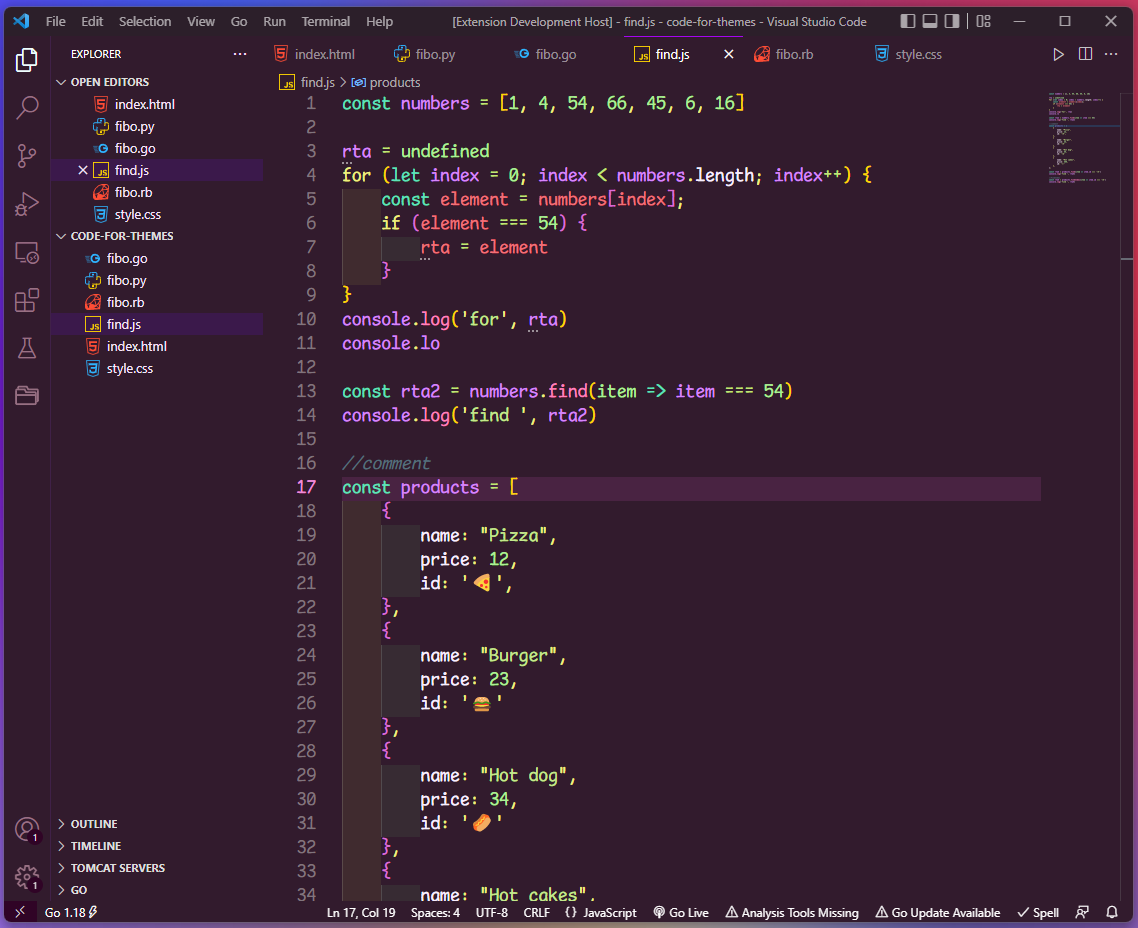 File Edit Selection View Go Run Terminal Help [Extension Development Host] - find.js - code-for-themes - Visual Studio Code
EXPLORER
OPEN EDITORS
index.html
fibo.py
fibo.go
find.js
fibo.rb
style.css
CODE-FOR-THEMES
fibo.go
fibo.py
fibo.rb
find.js
index.html
style.css
OUTLINE
TIMELINE
TOMCAT SERVERS
GO
1
1
index.html fibo.py fibo.go find.js fibo.rb style.css
find.js > products
1 const numbers = [1, 4, 54, 66, 45, 6, 16]
2
3 rta = undefined
4 for (let index = 0; index < numbers.length; index++) {
5 const element = numbers[index];
6 if (element === 54) {
7 rta = element
8 }
9 }
10 console.log('for', rta)
11 console.lo
12
13 const rta2 = numbers.find(item => item === 54)
14 console.log('find ', rta2)
15
16 //comment
17 const products = [
18 {
19 name: "Pizza",
20 price: 12,
21 id: '🍕',
22 },
23 {
24 name: "Burger",
25 price: 23,
26 id: '🍔'
27 },
28 {
29 name: "Hot dog",
30 price: 34,
31 id: '🌭'
32 },
33 {
34 name: "Hot cakes",
Go 1.18 Ln 17, Col 19 Spaces: 4 UTF-8 CRLF {} JavaScript Go Live Analysis Tools Missing Go Update Available Spell